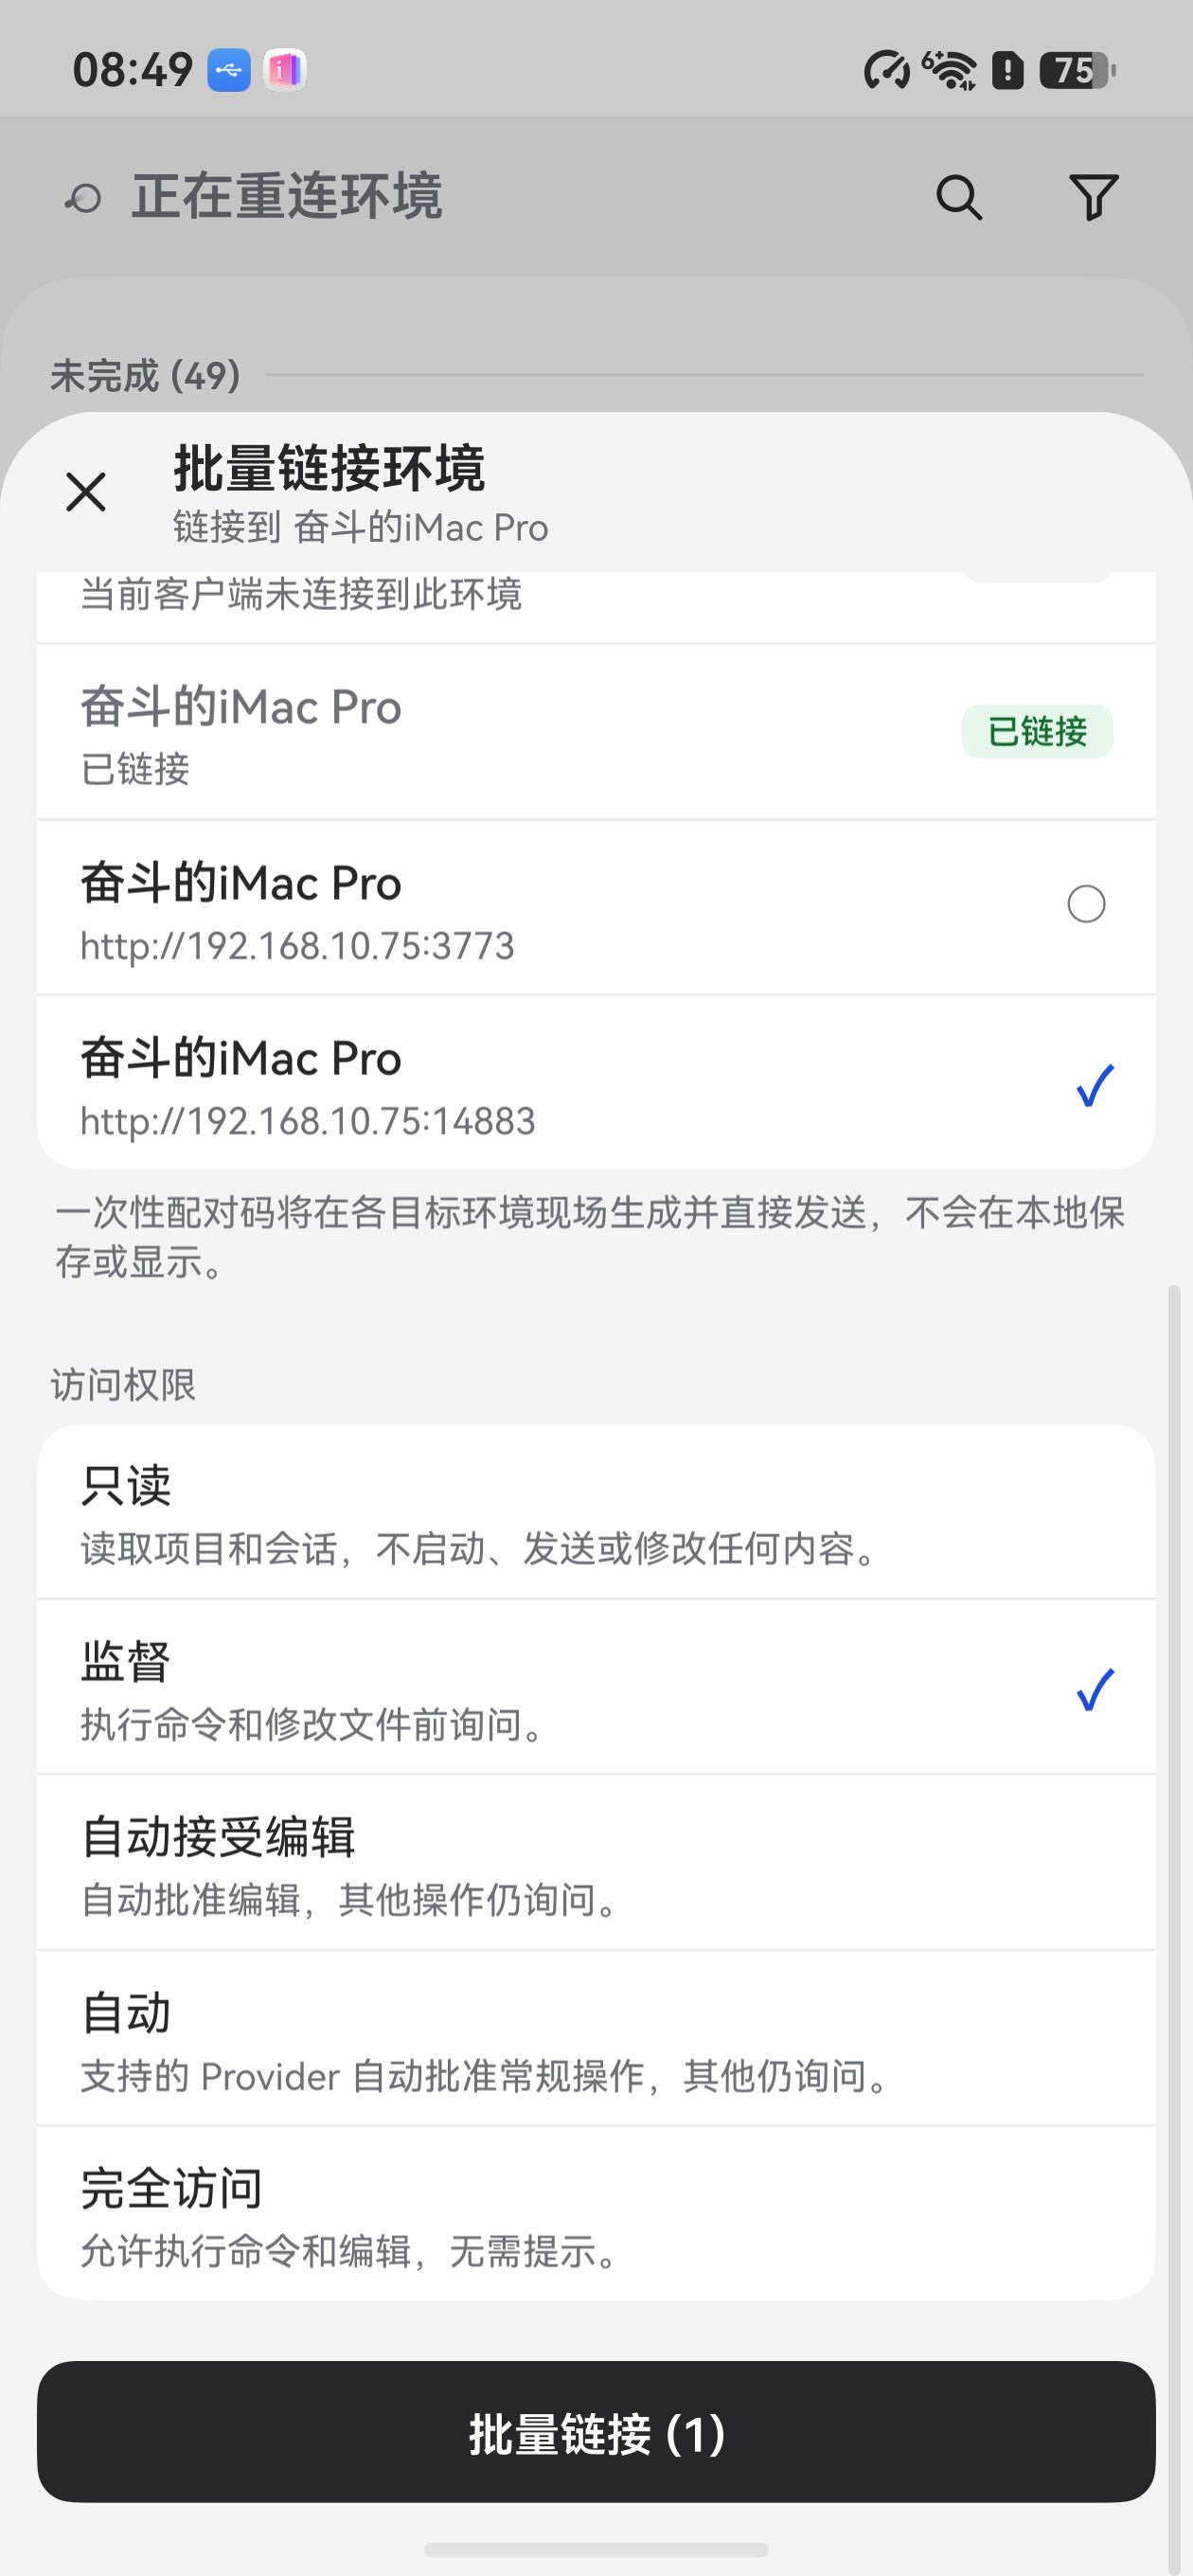 08:49
75
正在重连环境
未完成 (49)
批量链接环境
链接到 奋斗的iMac Pro
当前客户端未连接到此环境
奋斗的iMac Pro
已链接
已链接
奋斗的iMac Pro
http://192.168.10.75:3773
奋斗的iMac Pro
http://192.168.10.75:14883
一次性配对码将在各目标环境现场生成并直接发送，不会在本地保
存或显示。
访问权限
只读
读取项目和会话，不启动、发送或修改任何内容。
监督
执行命令和修改文件前询问。
自动接受编辑
自动批准编辑，其他操作仍询问。
自动
支持的 Provider 自动批准常规操作，其他仍询问。
完全访问
允许执行命令和编辑，无需提示。
批量链接 (1)